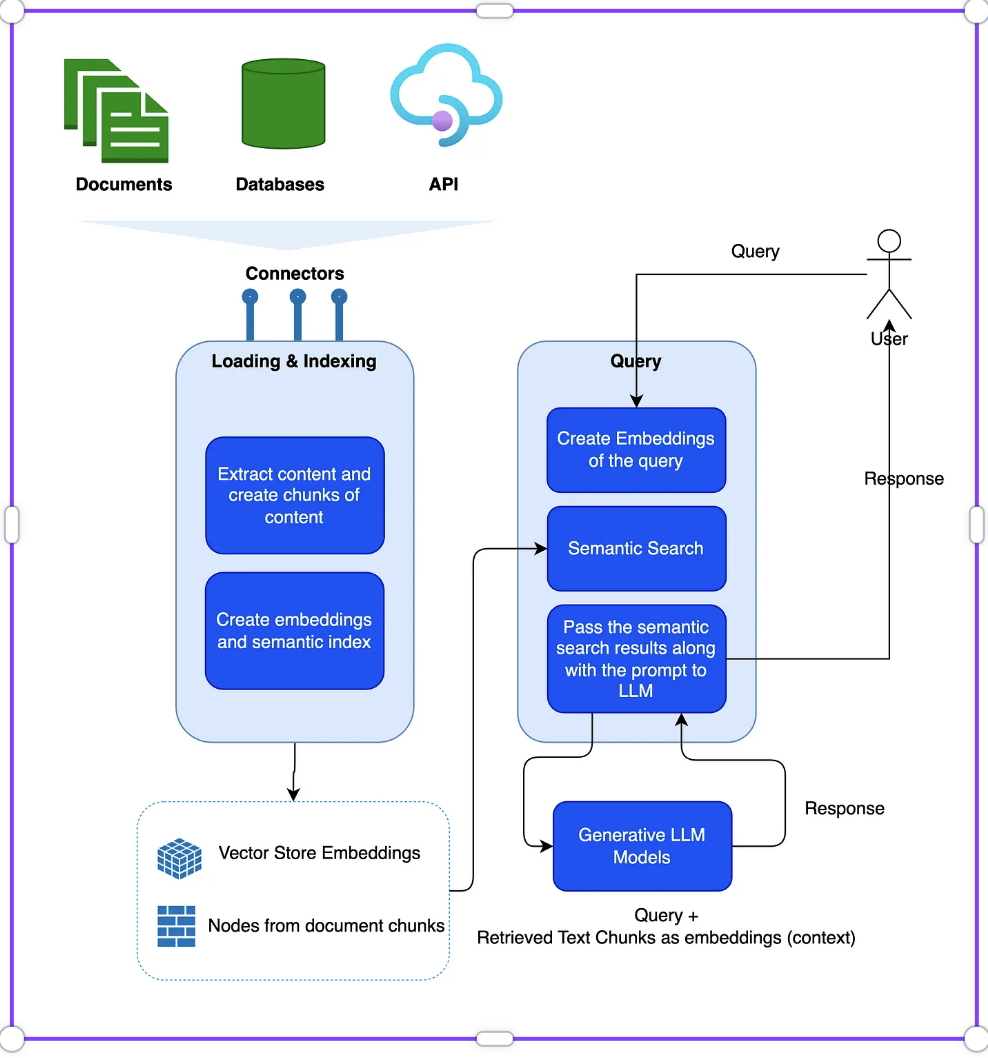 Documents
Databases
API
Connectors
Loading & Indexing
Extract content and
create chunks of
content
Create embeddings
and semantic index
Vector Store Embeddings
Nodes from document chunks
Query
User
Query
Create Embeddings
of the query
Semantic Search
Pass the semantic
search results along
with the prompt to
LLM
Response
Generative LLM
Models
Response
Query +
Retrieved Text Chunks as embeddings (context)